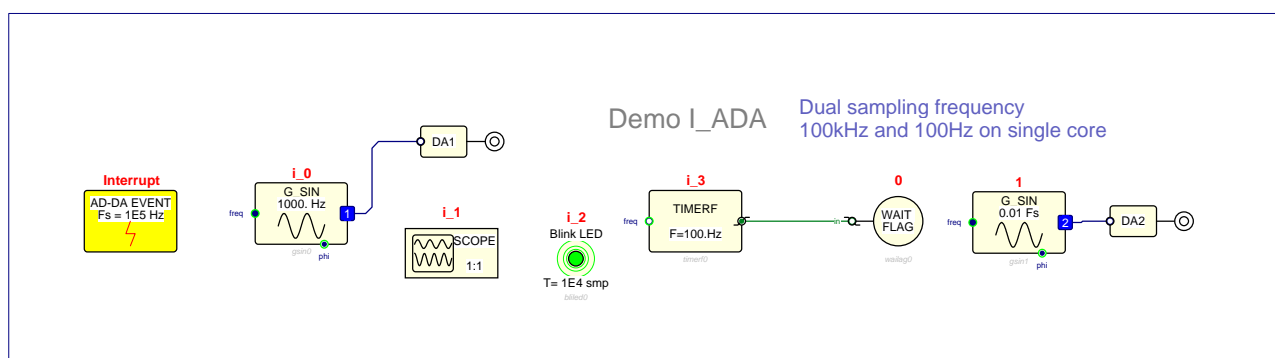 Demo I_ADA
Dual sampling frequency
100kHz and 100Hz on single core
Interrupt
AD-DA EVENT
Fs = 1E5 Hz
i_0
G_SIN
1000. Hz
freq
1
phi
gsin0
DA1
i_1
SCOPE
1:1
i_2
Blink LED
T= 1E4 smp
bliled0
i_3
TIMERF
F=100.Hz
freq
timerf0
0
in
WAIT
FLAG
waiIag0
1
G_SIN
0.01 Fs
freq
2
phi
gsin1
DA2